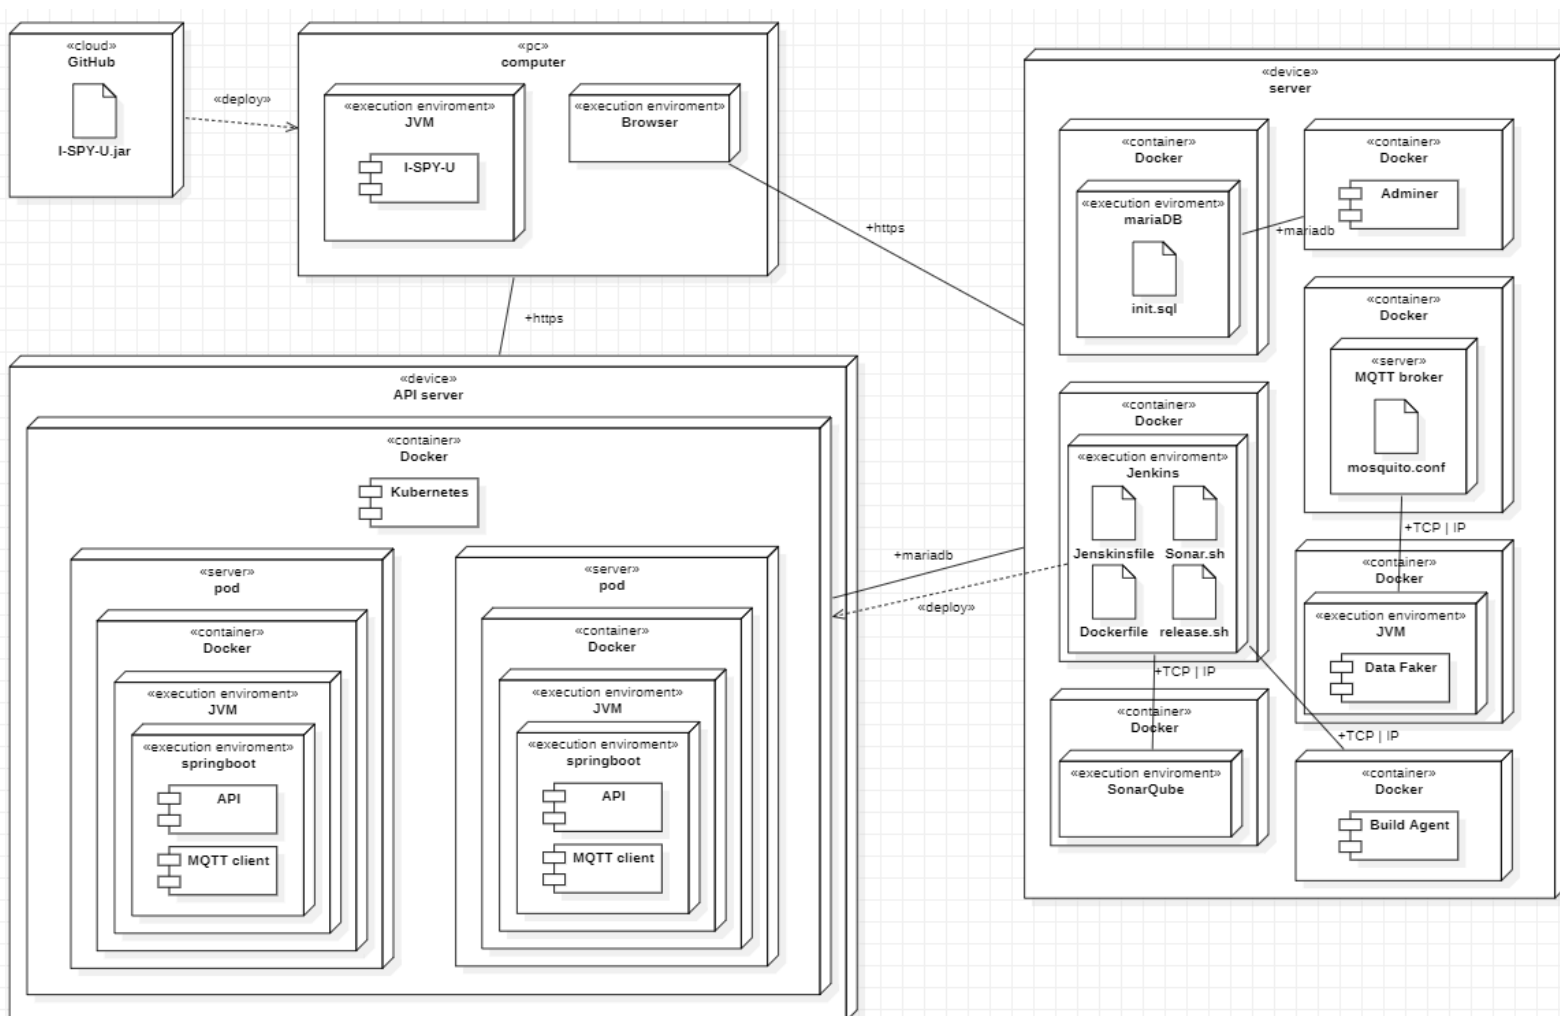 «cloud»
GitHub
I-SPY-U.jar
«deploy»
«pc»
computer
«execution enviroment»
JVM
I-SPY-U
«execution enviroment»
Browser
+https
+https
«device»
API server
«container»
Docker
Kubernetes
«server»
pod
«container»
Docker
«execution enviroment»
JVM
«execution enviroment»
springboot
API
MQTT client
«server»
pod
«container»
Docker
«execution enviroment»
JVM
«execution enviroment»
springboot
API
MQTT client
+mariadb
«deploy»
«device»
server
«container»
Docker
«execution eviroment»
mariaDB
init.sql
+mariadb
«container»
Docker
Adminer
«container»
Docker
«server»
MQTT broker
mosquito.conf
+TCP | IP
«container»
Docker
«execution enviroment»
Jenkins
Jenskinsfile
Sonar.sh
Dockerfile
release.sh
+TCP | IP
«container»
Docker
«execution enviroment»
JVM
Data Faker
+TCP | IP
«container»
Docker
«execution enviroment»
SonarQube
«container»
Docker
Build Agent